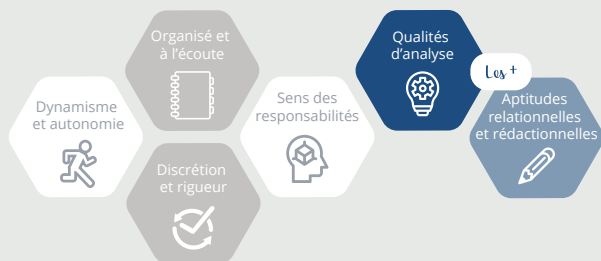 Dynamisme
et autonomie
Organisé et
à l'écoute
Discrétion
et rigueur
Sens des
responsabilités
Qualités
d'analyse
Les +
Aptitudes
relationnelles
et rédactionnelles